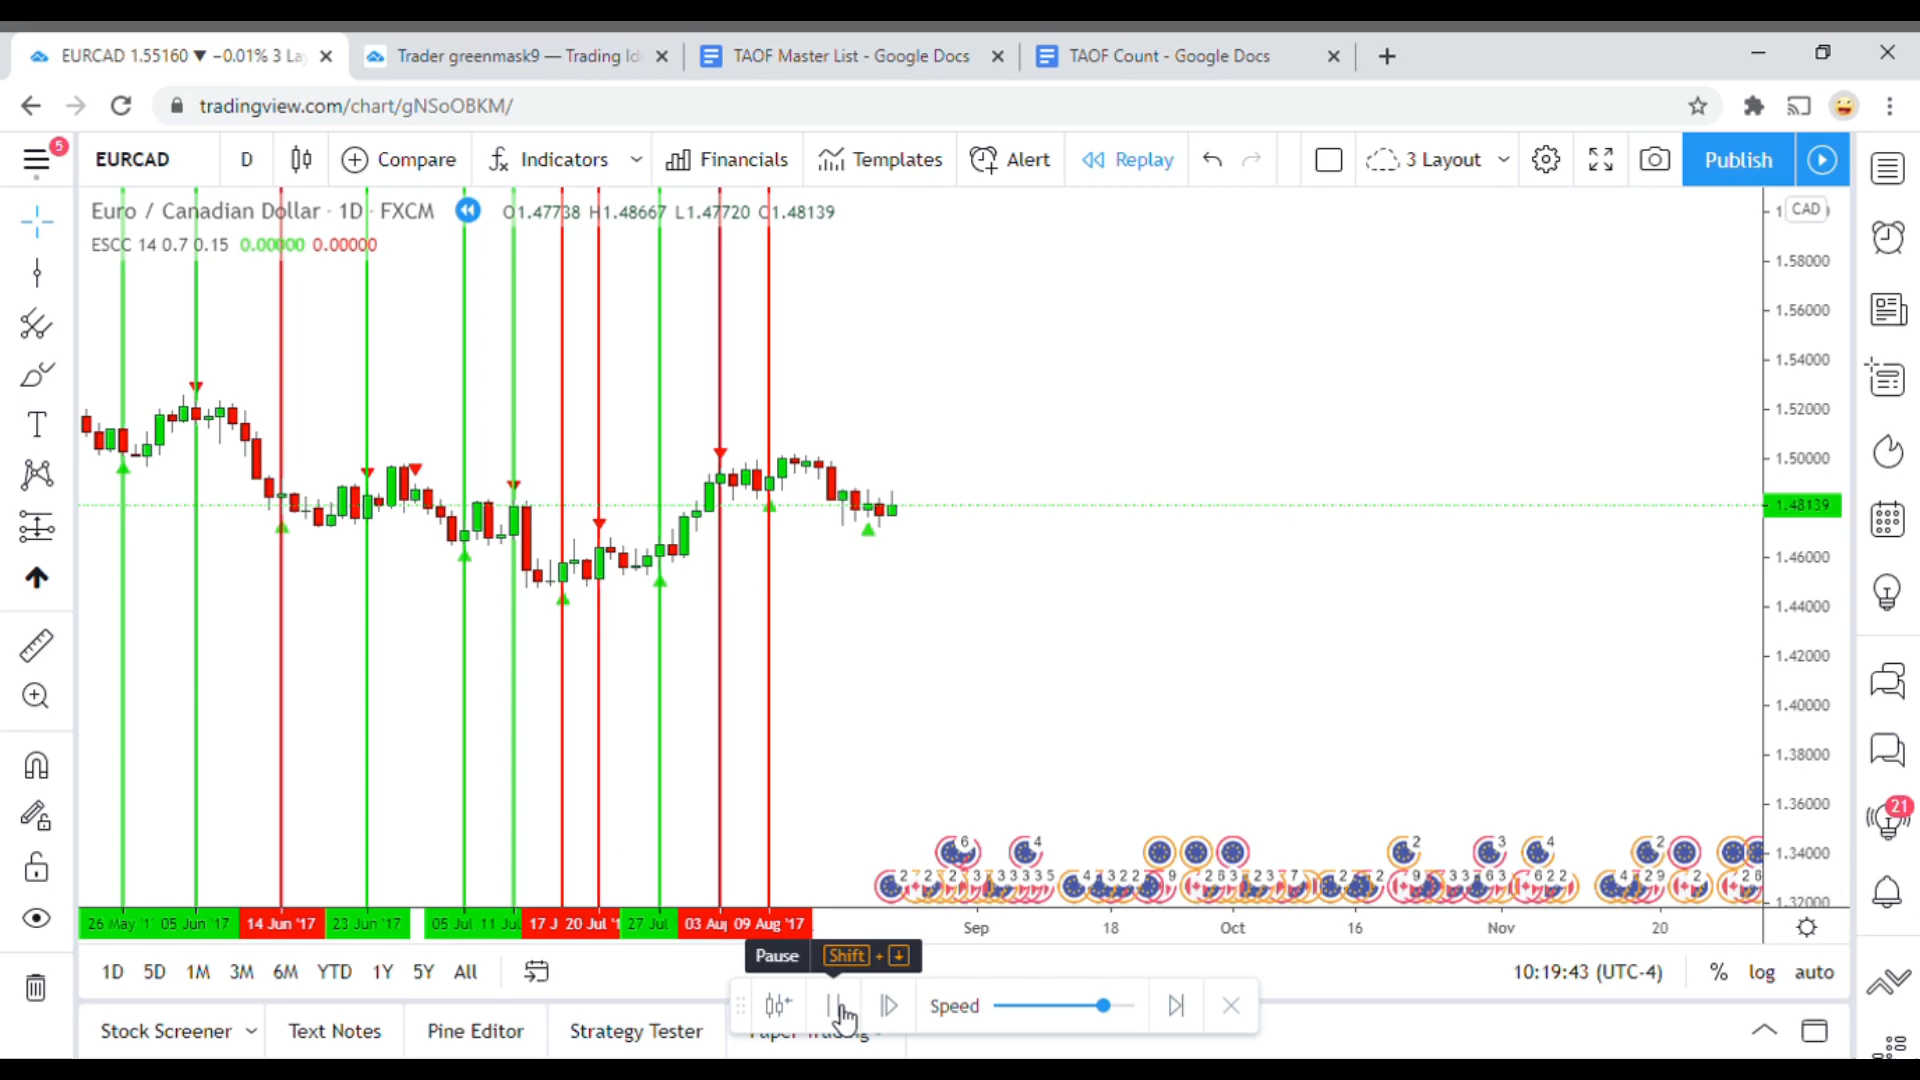 EURCAD 1.55160 ▼ −0.01% 3 La
Trader greenmask9 — Trading Id
TAOF Master List - Google Docs
TAOF Count - Google Docs
tradingview.com/chart/gNSoOBKM/
5
EURCAD
D
Compare
Indicators
Financials
Templates
Alert
Replay
3 Layout
Publish
Euro / Canadian Dollar · 1D · FXCM
O1.47738 H1.48667 L1.47720 C1.48139
CAD
ESCC 14 0.7 0.15 0.00000 0.00000
1.58000
1.56000
1.54000
1.52000
1.50000
1.48139
1.46000
1.44000
1.42000
1.40000
1.38000
1.36000
1.34000
1.32000
21
26 May '1 05 Jun '17 14 Jun '17 23 Jun '17 05 Jul 11 Jul 17 J 20 Jul '1 27 Jul 03 Au 09 Aug '17
Sep 18 Oct 16 Nov 20
Pause Shift + ↓
1D 5D 1M 3M 6M YTD 1Y 5Y All
10:19:43 (UTC-4) % log auto
Speed
Stock Screener Text Notes Pine Editor Strategy Tester